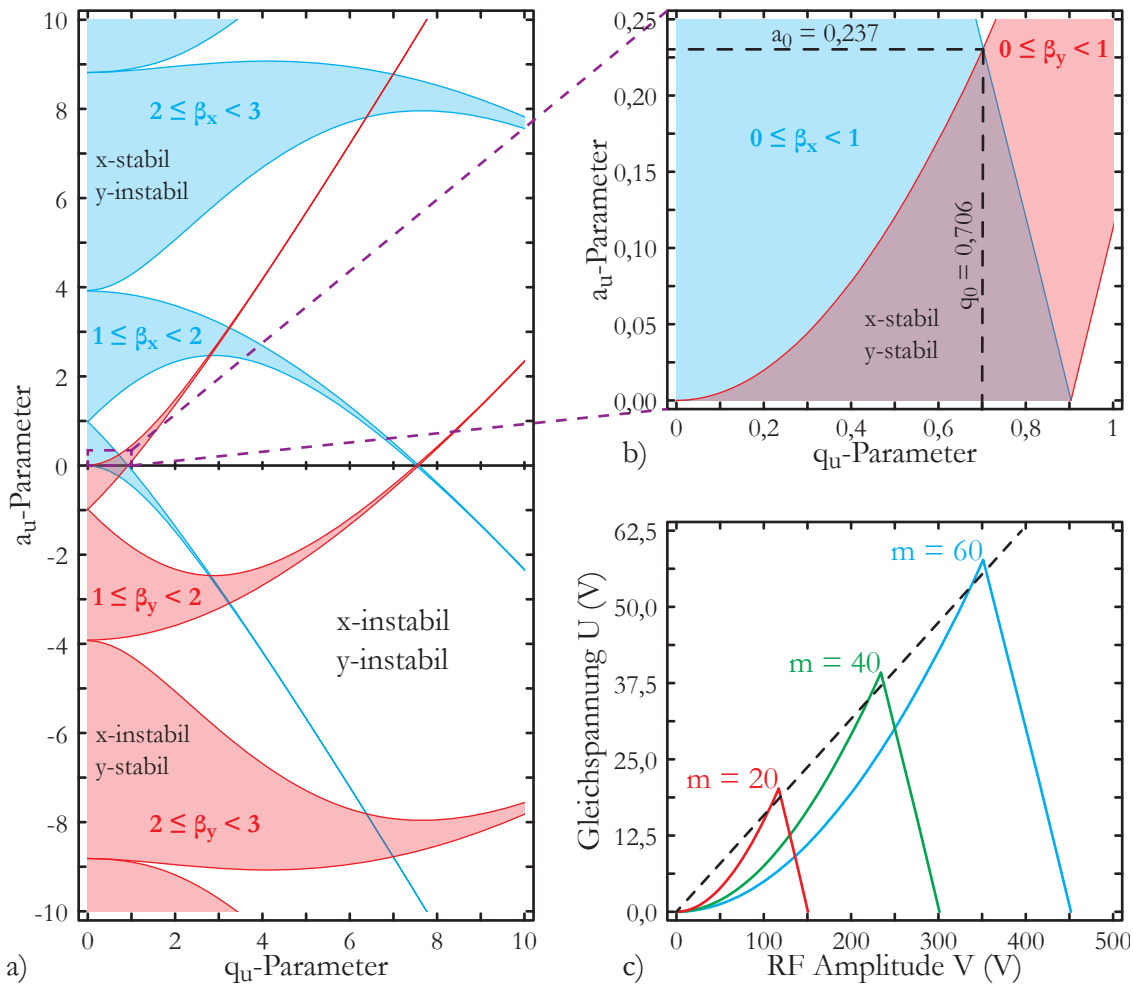 10
8
6
4
2
0
-2
-4
-6
-8
-10
a_u-Parameter
2 ≤ β_x < 3
x-stabil
y-instabil
1 ≤ β_x < 2
1 ≤ β_y < 2
x-instabil
y-instabil
x-instabil
y-stabil
2 ≤ β_y < 3
0 2 4 6 8 10
q_u-Parameter
a)
0,25
0,20
0,15
0,10
0,05
0,00
a_u-Parameter
a_0 = 0,237
0 ≤ β_y < 1
0 ≤ β_x < 1
q_0 = 0,706
x-stabil
y-stabil
0 0,2 0,4 0,6 0,8 1
q_u-Parameter
b)
62,5
50,0
37,5
25,0
12,5
0,0
Gleichspannung U (V)
m = 60
m = 40
m = 20
0 100 200 300 400 500
RF Amplitude V (V)
c)